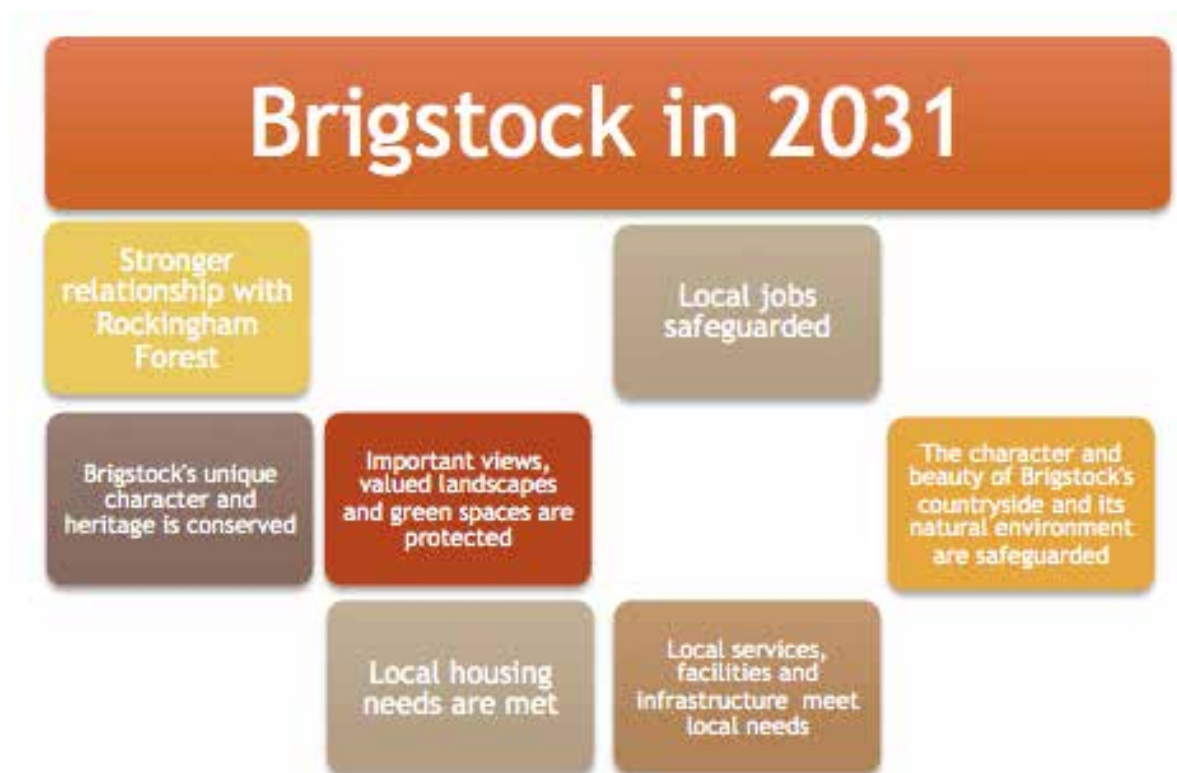 Brigstock in 2031
Stronger
relationship with
Rockingham
Forest
Local jobs
safeguarded
Brigstock's unique
character and
heritage is conserved
Important views,
valued landscapes
and green spaces are
protected
The character and
beauty of Brigstock's
countryside and its
natural environment
are safeguarded
Local housing
needs are met
Local services,
facilities and
infrastructure meet
local needs